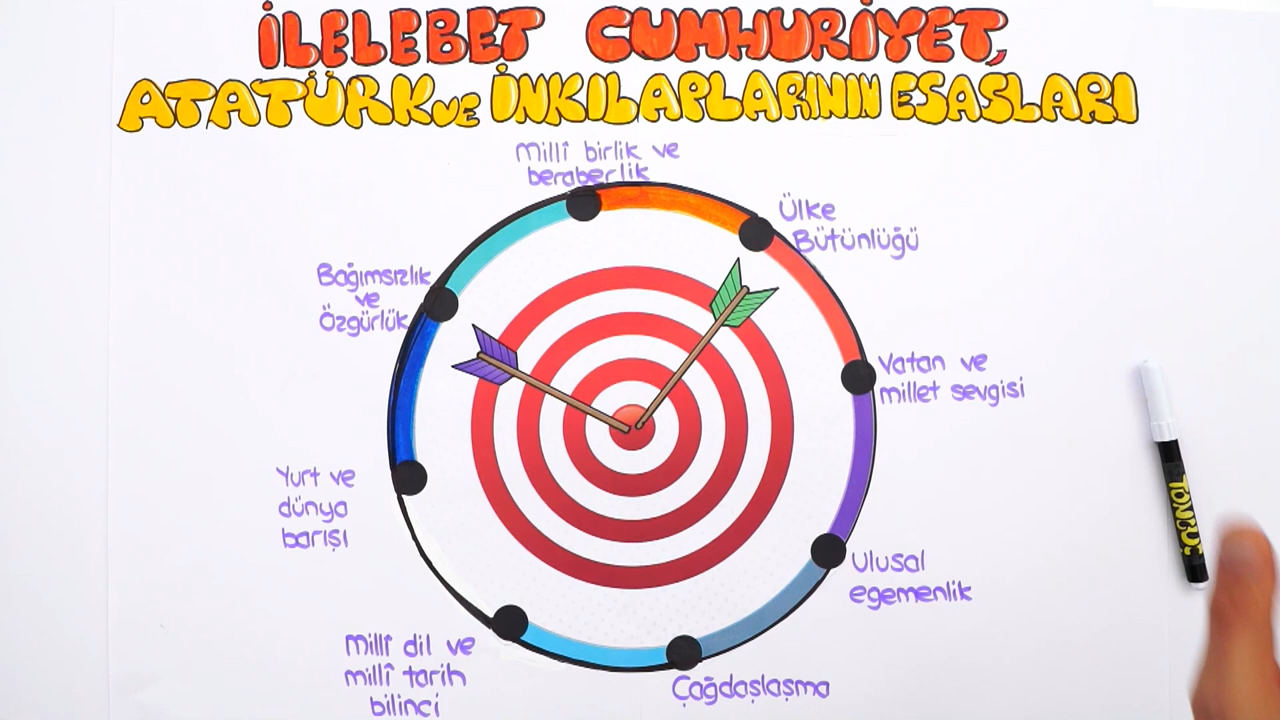 İLELEBET CUMHURİYET,
ATATÜRK VE İNKILAPLARININ ESASLARI
Millî birlik ve
beraberlik
Ülke
Bütünlüğü
Bağımsızlık
ve
Özgürlük
Vatan ve
millet sevgisi
Yurt ve
dünya
barışı
Ulusal
egemenlik
Millî dil ve
millî tarih
bilinci
Çağdaşlaşma
TONGUÇ